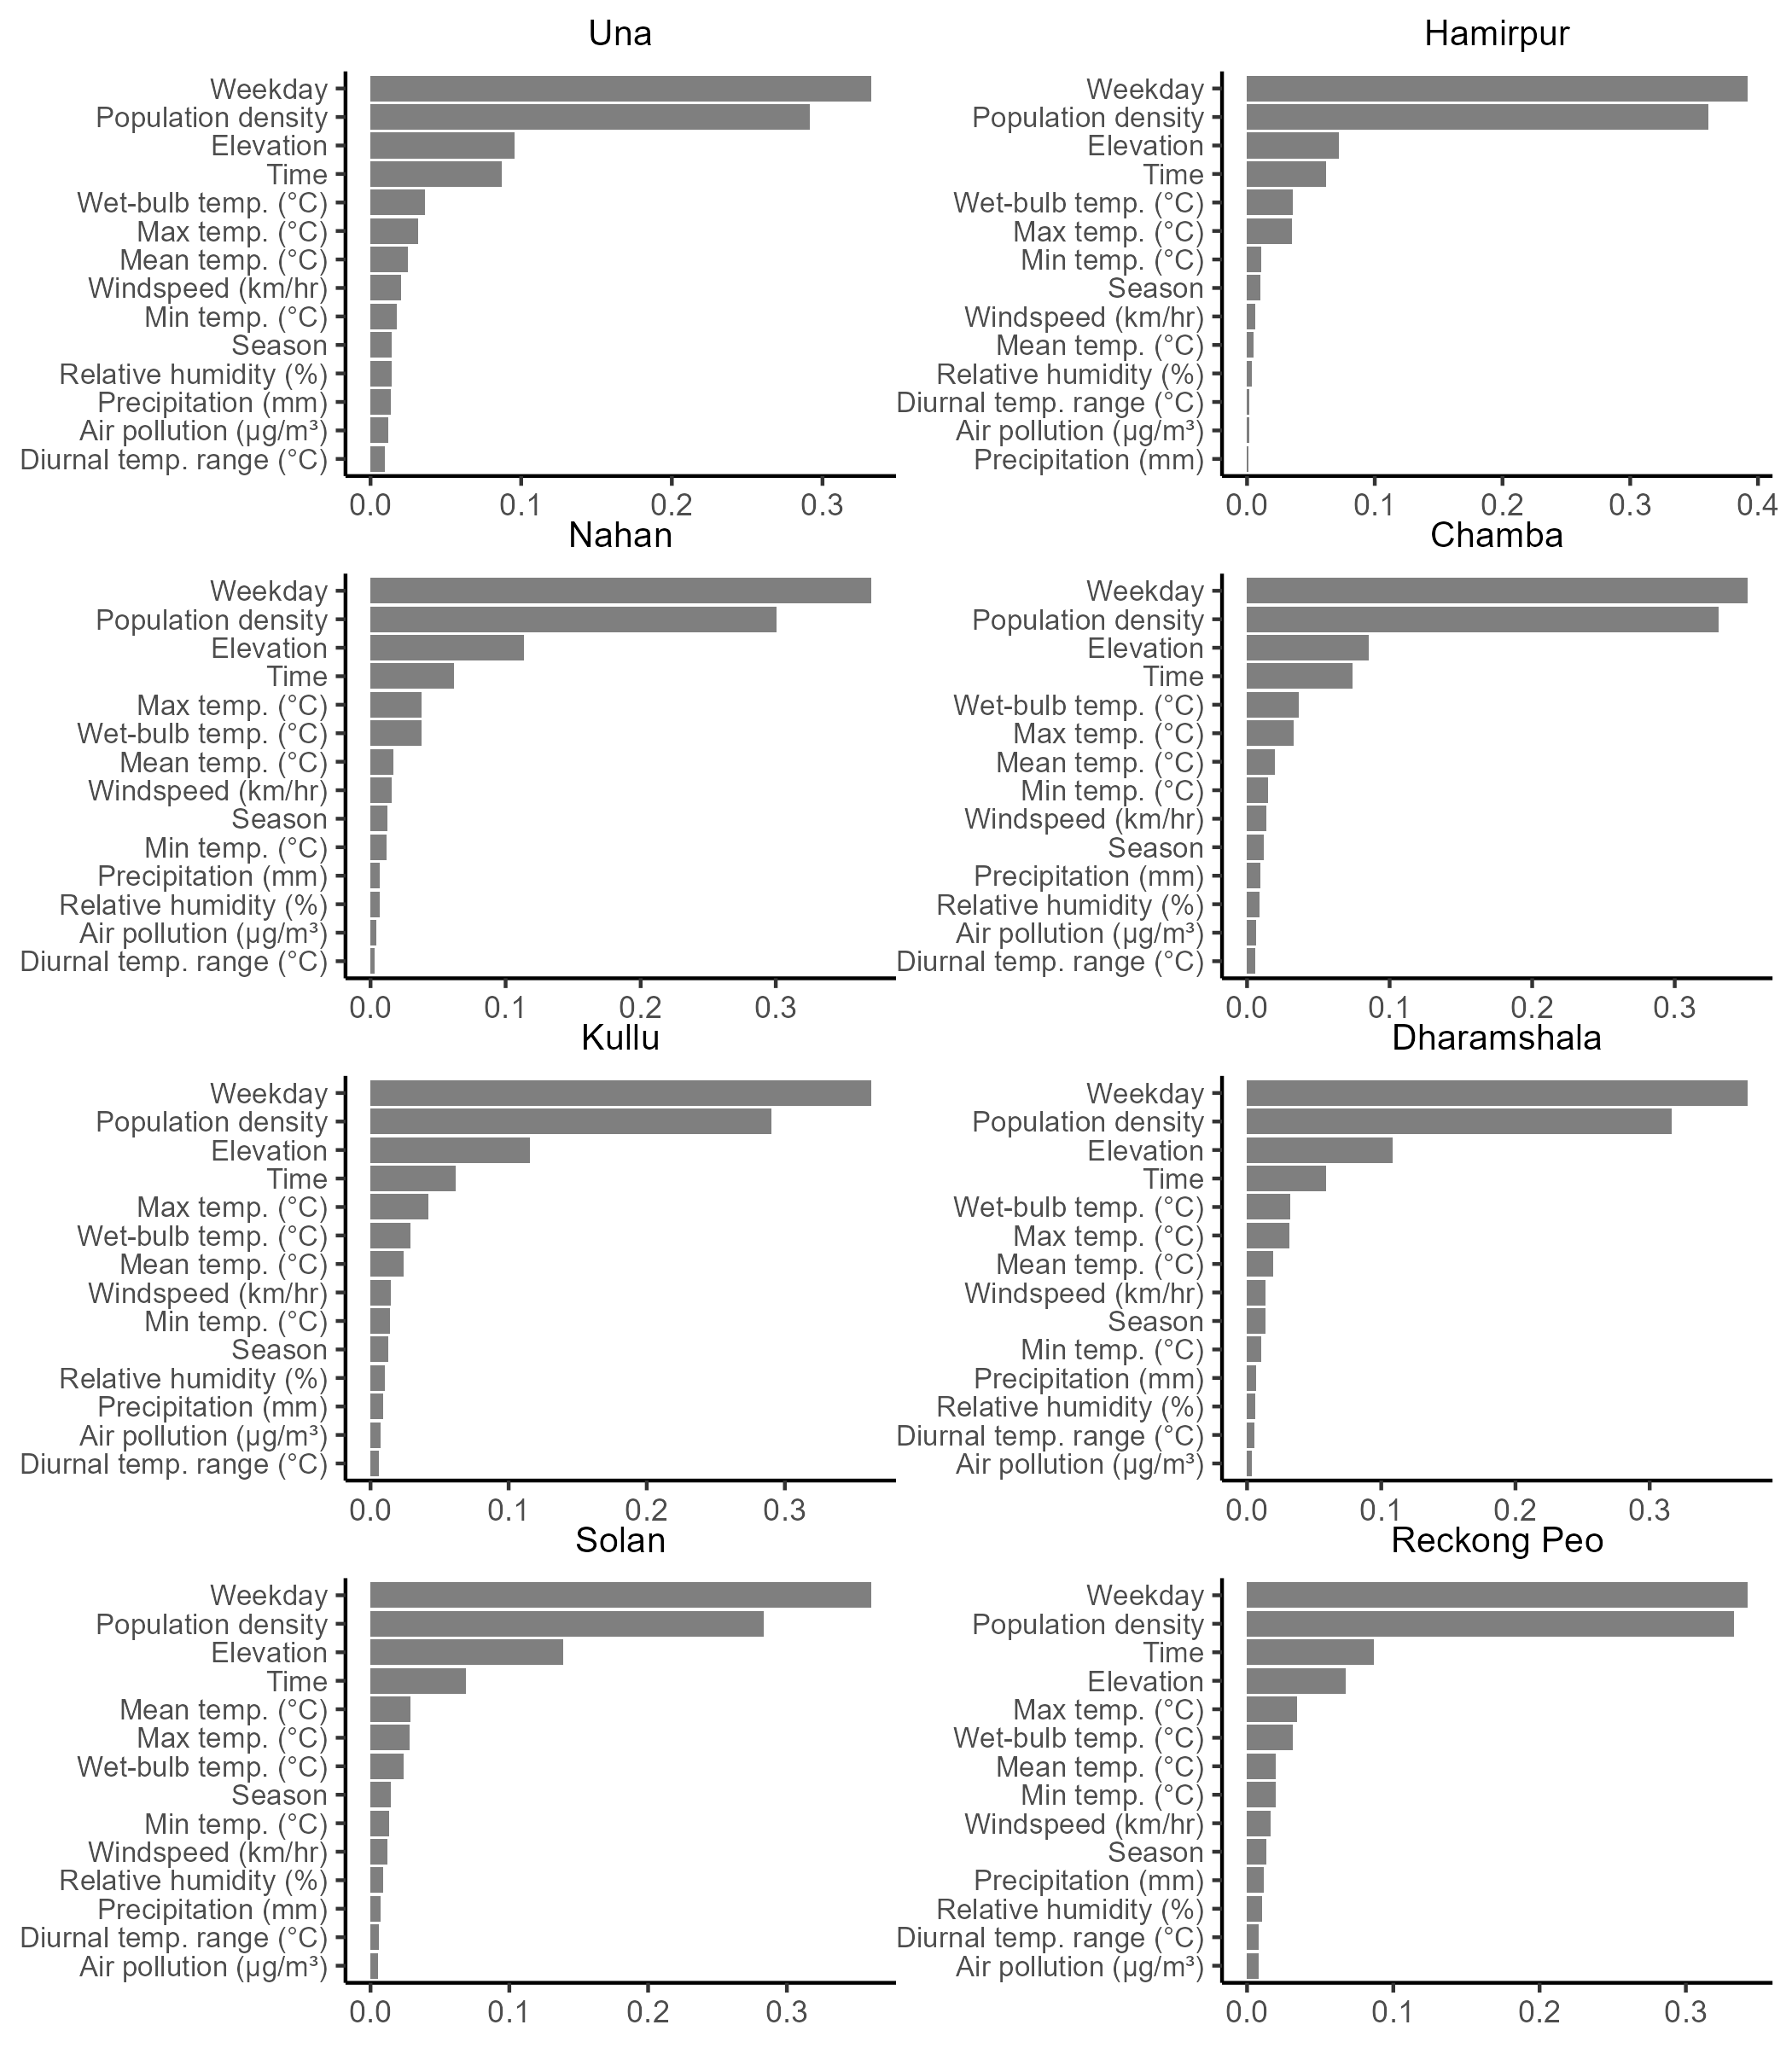 Una
Weekday
Population density
Elevation
Time
Wet-bulb temp. (°C)
Max temp. (°C)
Mean temp. (°C)
Windspeed (km/hr)
Min temp. (°C)
Season
Relative humidity (%)
Precipitation (mm)
Air pollution (µg/m³)
Diurnal temp. range (°C)
0.0 0.1 0.2 0.3
Hamirpur
Weekday
Population density
Elevation
Time
Wet-bulb temp. (°C)
Max temp. (°C)
Min temp. (°C)
Season
Windspeed (km/hr)
Mean temp. (°C)
Relative humidity (%)
Diurnal temp. range (°C)
Air pollution (µg/m³)
Precipitation (mm)
0.0 0.1 0.2 0.3 0.4
Nahan
Weekday
Population density
Elevation
Time
Max temp. (°C)
Wet-bulb temp. (°C)
Mean temp. (°C)
Windspeed (km/hr)
Season
Min temp. (°C)
Precipitation (mm)
Relative humidity (%)
Air pollution (µg/m³)
Diurnal temp. range (°C)
0.0 0.1 0.2 0.3
Chamba
Weekday
Population density
Elevation
Time
Wet-bulb temp. (°C)
Max temp. (°C)
Mean temp. (°C)
Min temp. (°C)
Windspeed (km/hr)
Season
Precipitation (mm)
Relative humidity (%)
Air pollution (µg/m³)
Diurnal temp. range (°C)
0.0 0.1 0.2 0.3
Kullu
Weekday
Population density
Elevation
Time
Max temp. (°C)
Wet-bulb temp. (°C)
Mean temp. (°C)
Windspeed (km/hr)
Min temp. (°C)
Season
Relative humidity (%)
Precipitation (mm)
Air pollution (µg/m³)
Diurnal temp. range (°C)
0.0 0.1 0.2 0.3
Dharamshala
Weekday
Population density
Elevation
Time
Wet-bulb temp. (°C)
Max temp. (°C)
Mean temp. (°C)
Windspeed (km/hr)
Season
Min temp. (°C)
Precipitation (mm)
Relative humidity (%)
Diurnal temp. range (°C)
Air pollution (µg/m³)
0.0 0.1 0.2 0.3
Solan
Weekday
Population density
Elevation
Time
Mean temp. (°C)
Max temp. (°C)
Wet-bulb temp. (°C)
Season
Min temp. (°C)
Windspeed (km/hr)
Relative humidity (%)
Precipitation (mm)
Diurnal temp. range (°C)
Air pollution (µg/m³)
0.0 0.1 0.2 0.3
Reckong Peo
Weekday
Population density
Time
Elevation
Max temp. (°C)
Wet-bulb temp. (°C)
Mean temp. (°C)
Min temp. (°C)
Windspeed (km/hr)
Season
Precipitation (mm)
Relative humidity (%)
Diurnal temp. range (°C)
Air pollution (µg/m³)
0.0 0.1 0.2 0.3